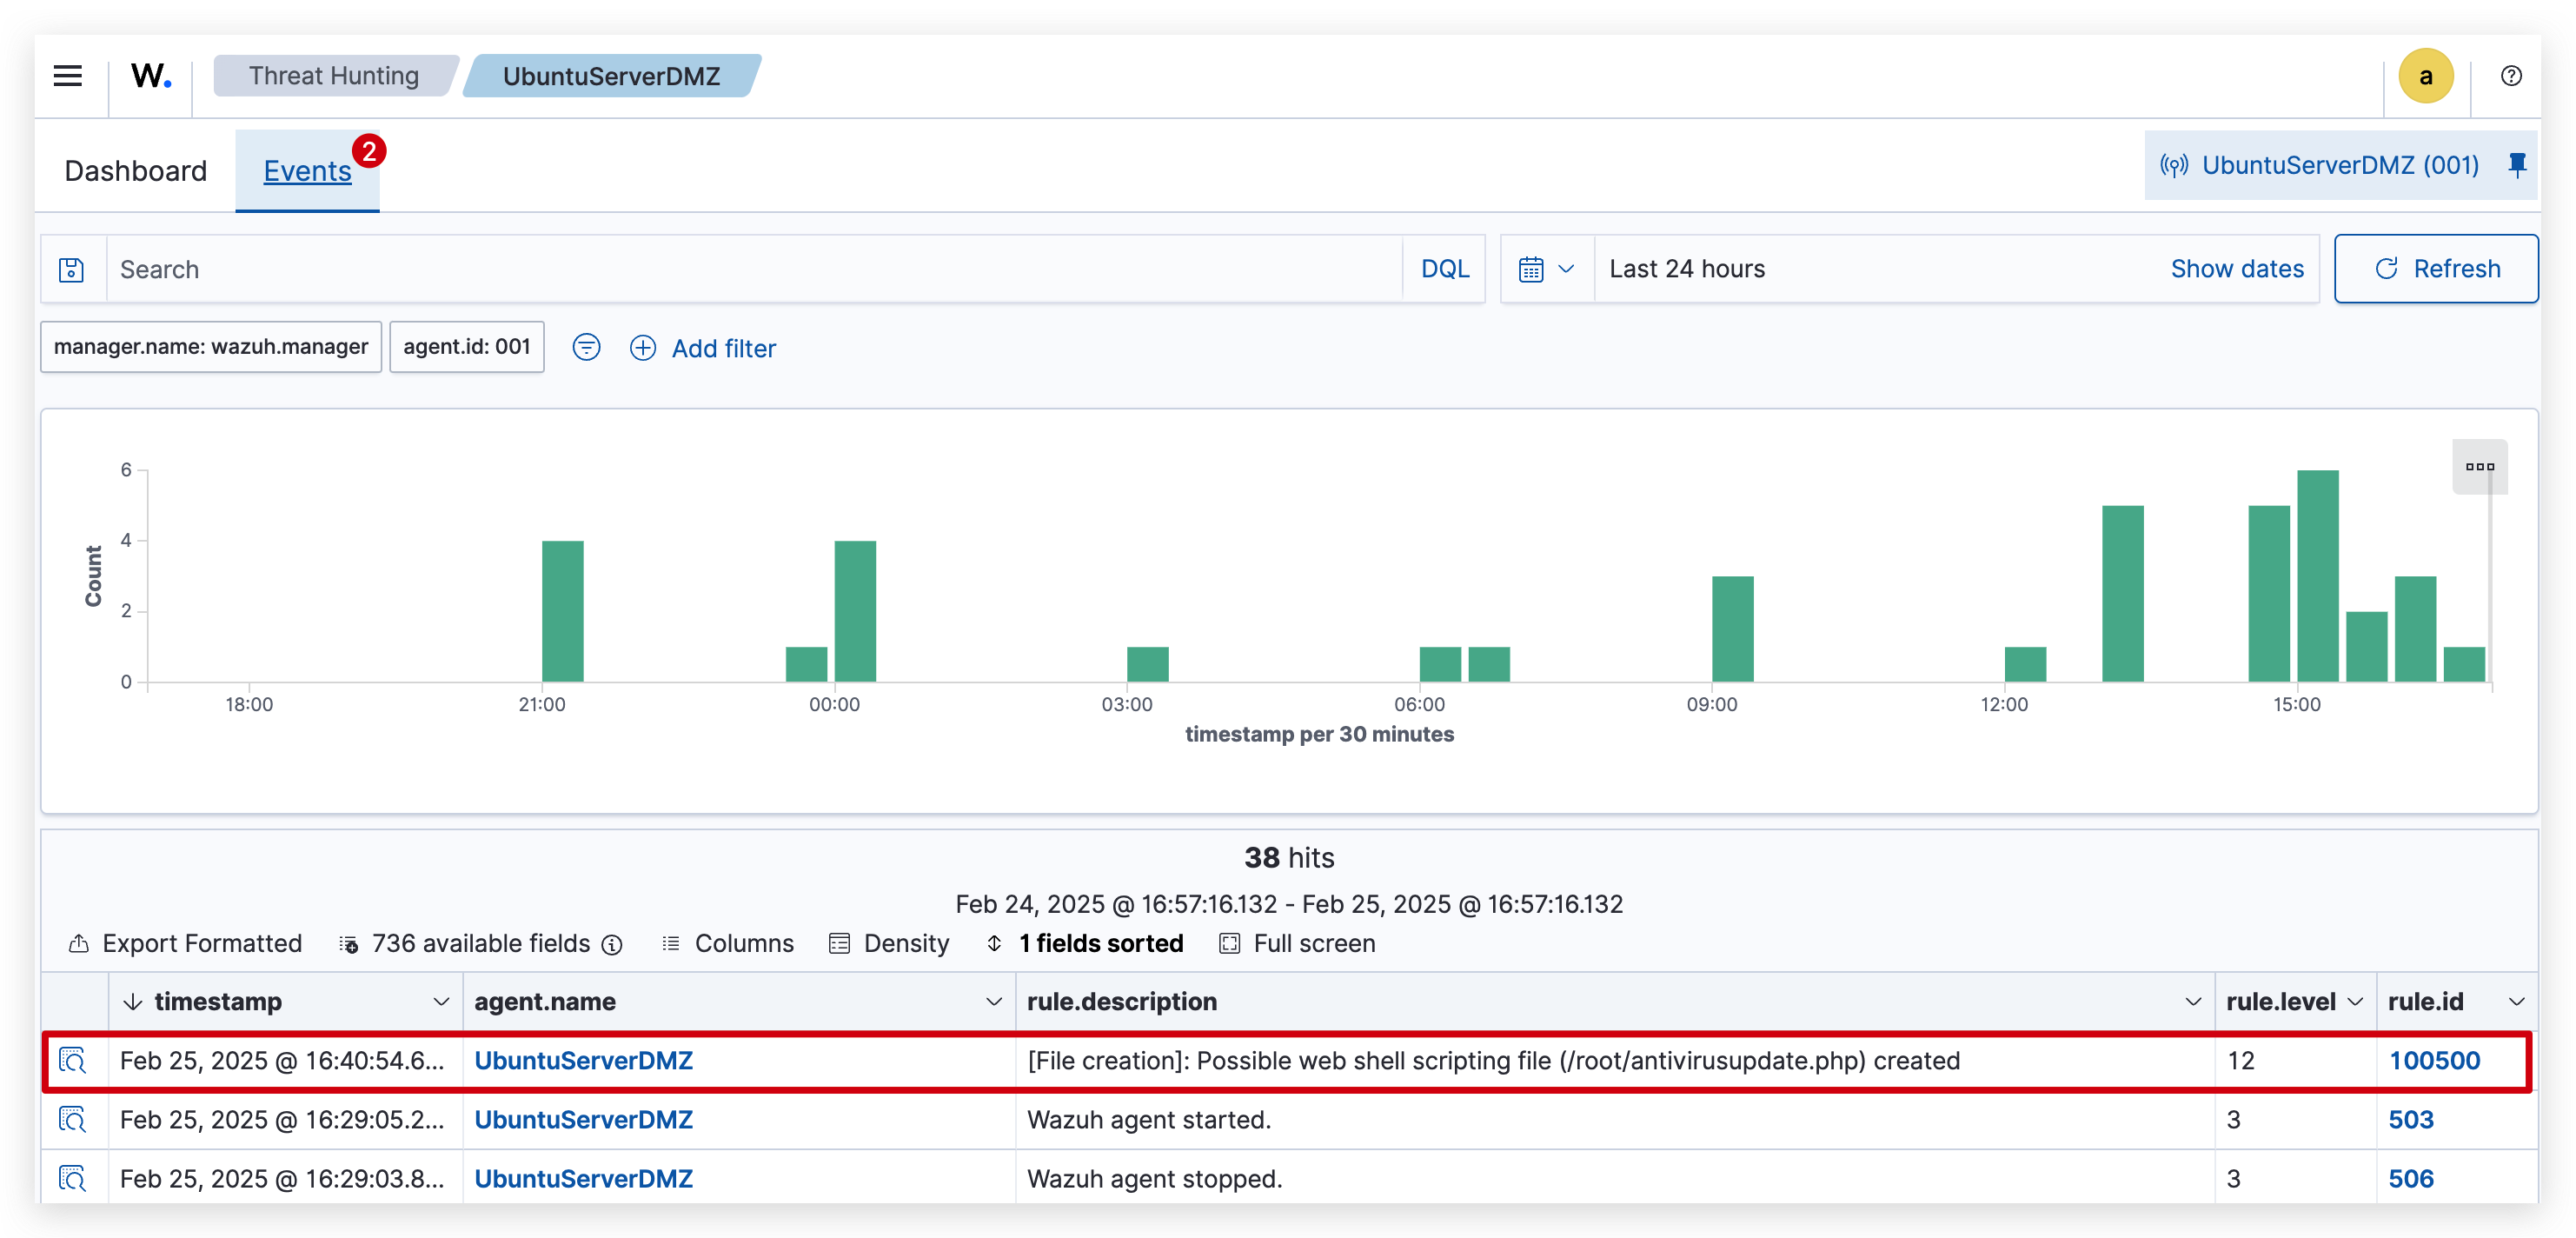 W. Threat Hunting UbuntuServerDMZ a
Dashboard Events 2 UbuntuServerDMZ (001)
Search DQL Last 24 hours Show dates Refresh
manager.name: wazuh.manager agent.id: 001 Add filter
6
4
2
0
Count
18:00 21:00 00:00 03:00 06:00 09:00 12:00 15:00
timestamp per 30 minutes
38 hits
Feb 24, 2025 @ 16:57:16.132 - Feb 25, 2025 @ 16:57:16.132
Export Formatted 736 available fields Columns Density 1 fields sorted Full screen
timestamp agent.name rule.description rule.level rule.id
Feb 25, 2025 @ 16:40:54.6... UbuntuServerDMZ [File creation]: Possible web shell scripting file (/root/antivirusupdate.php) created 12 100500
Feb 25, 2025 @ 16:29:05.2... UbuntuServerDMZ Wazuh agent started. 3 503
Feb 25, 2025 @ 16:29:03.8... UbuntuServerDMZ Wazuh agent stopped. 3 506